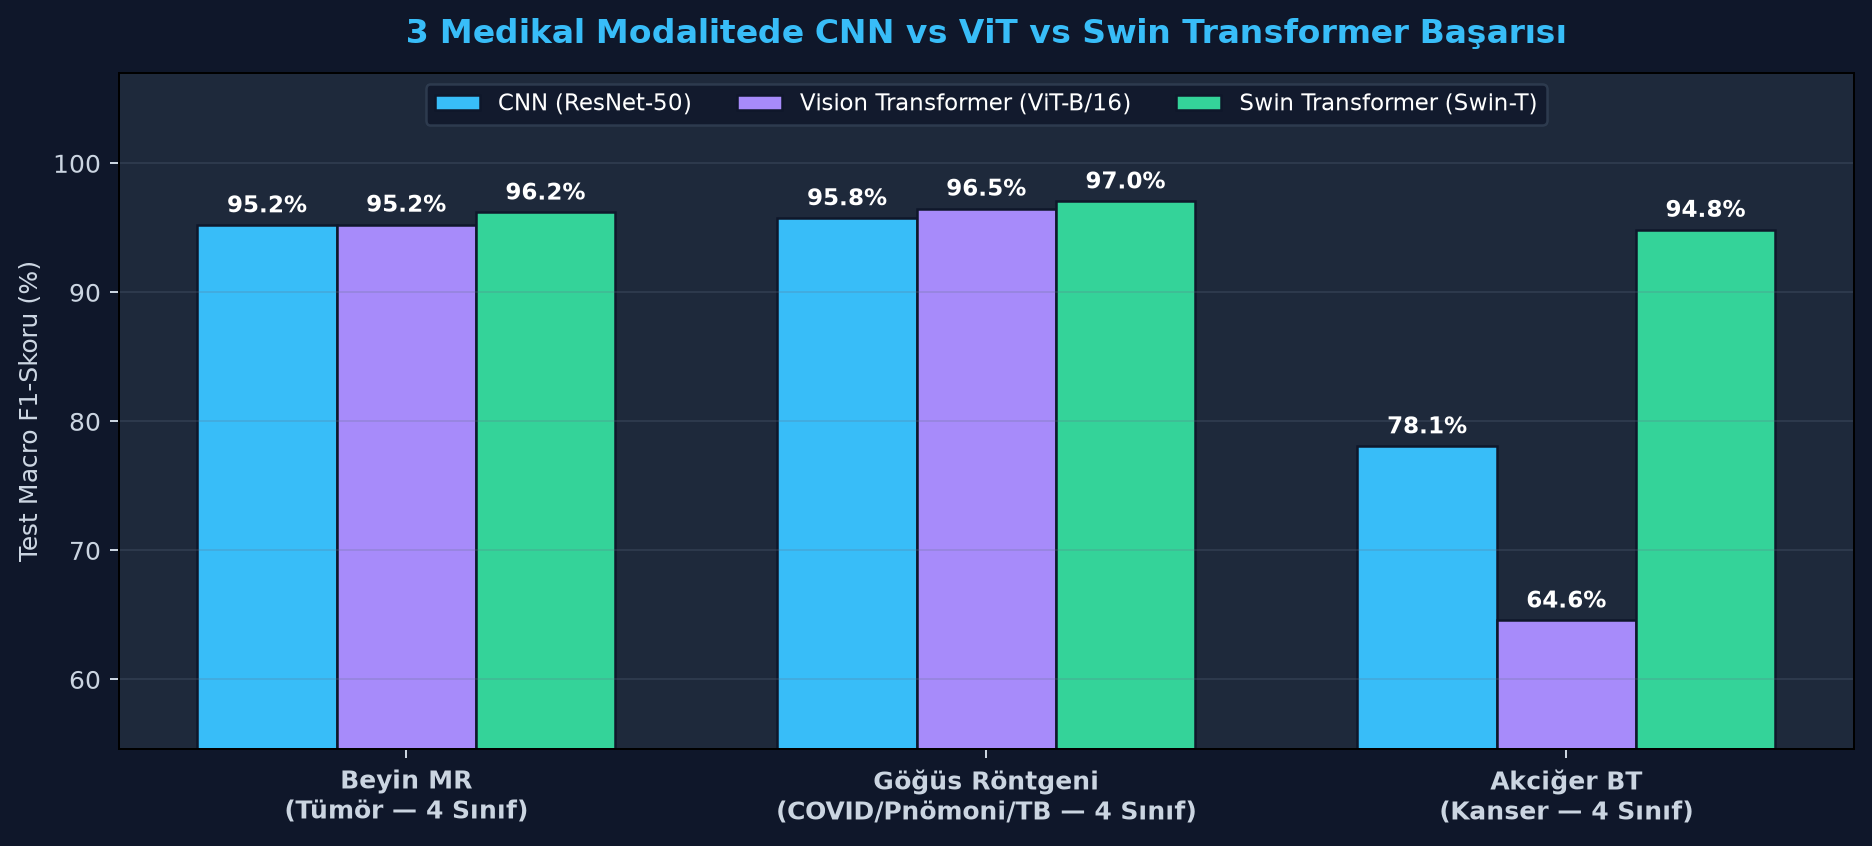 3 Medikal Modalitede CNN vs ViT vs Swin Transformer Başarısı
CNN (ResNet-50)
Vision Transformer (ViT-B/16)
Swin Transformer (Swin-T)
Test Macro F1-Skoru (%)
100
90
80
70
60
95.2%
95.2%
96.2%
95.8%
96.5%
97.0%
78.1%
64.6%
94.8%
Beyin MR
(Tümör — 4 Sınıf)
Göğüs Röntgeni
(COVID/Pnömoni/TB — 4 Sınıf)
Akciğer BT
(Kanser — 4 Sınıf)